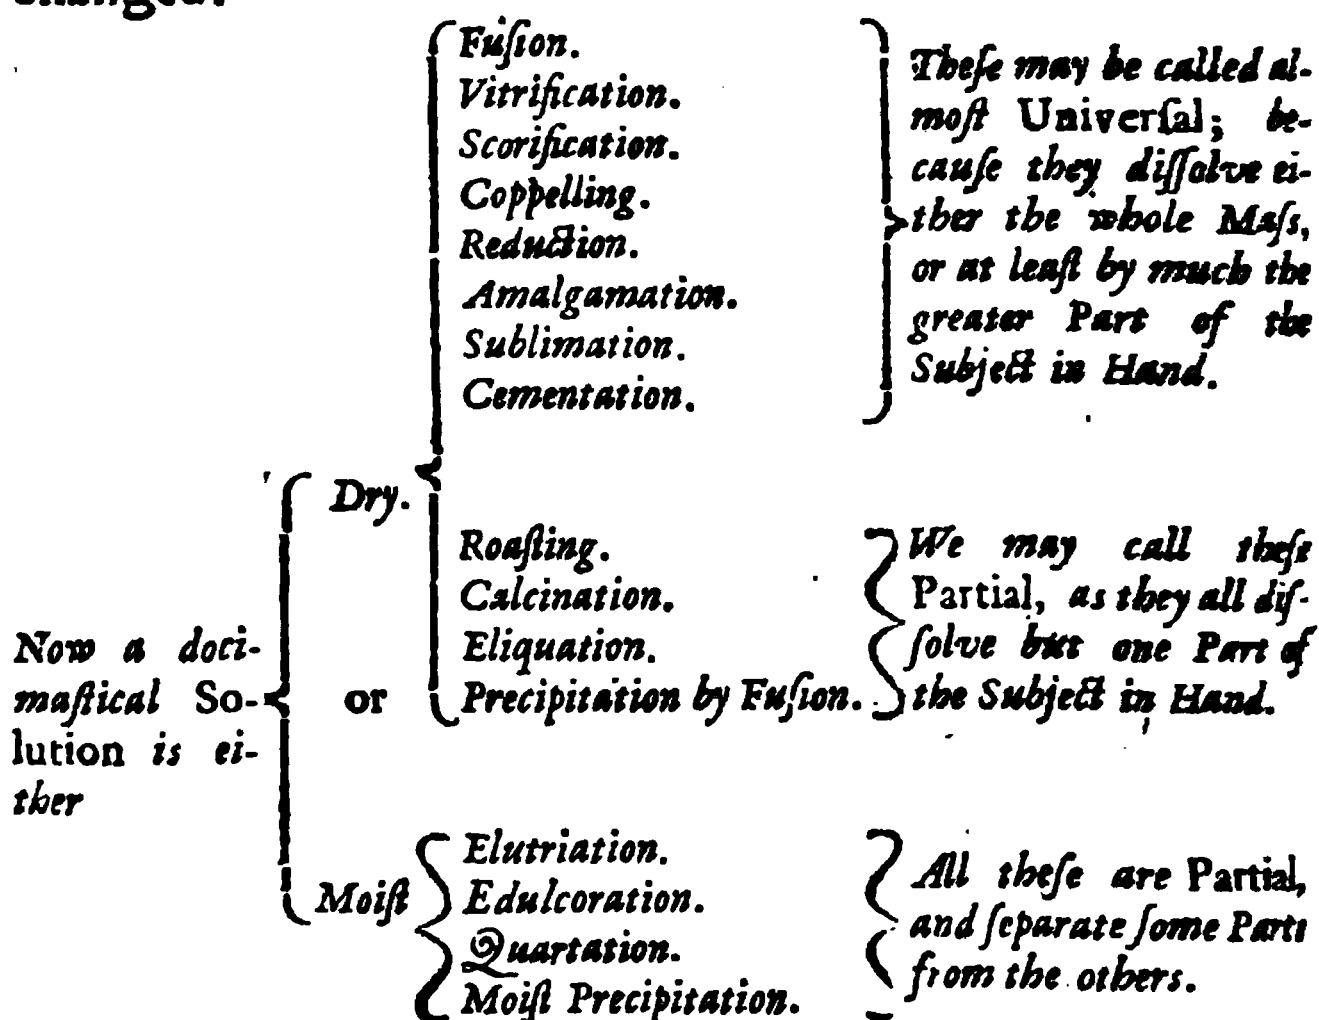 changed.
Fuſion.
Vitrification.
Scorification.
Coppelling.
Reduction.
Amalgamation.
Sublimation.
Cementation.
Theſe may be called al-
moſt Univerſal; be-
cauſe they diſſolve ei-
ther the whole Maſs,
or at leaſt by much the
greater Part of the
Subject in Hand.
Dry.
Roaſting.
Calcination.
Eliquation.
Precipitation by Fuſion.
We may call theſe
Partial, as they all diſ-
ſolve but one Part of
the Subject in Hand.
Now a doci-
maſtical So-
lution is ei-
ther
or
Moiſt
Elutriation.
Edulcoration.
Quartation.
Moiſt Precipitation.
All theſe are Partial,
and ſeparate ſome Parts
from the others.